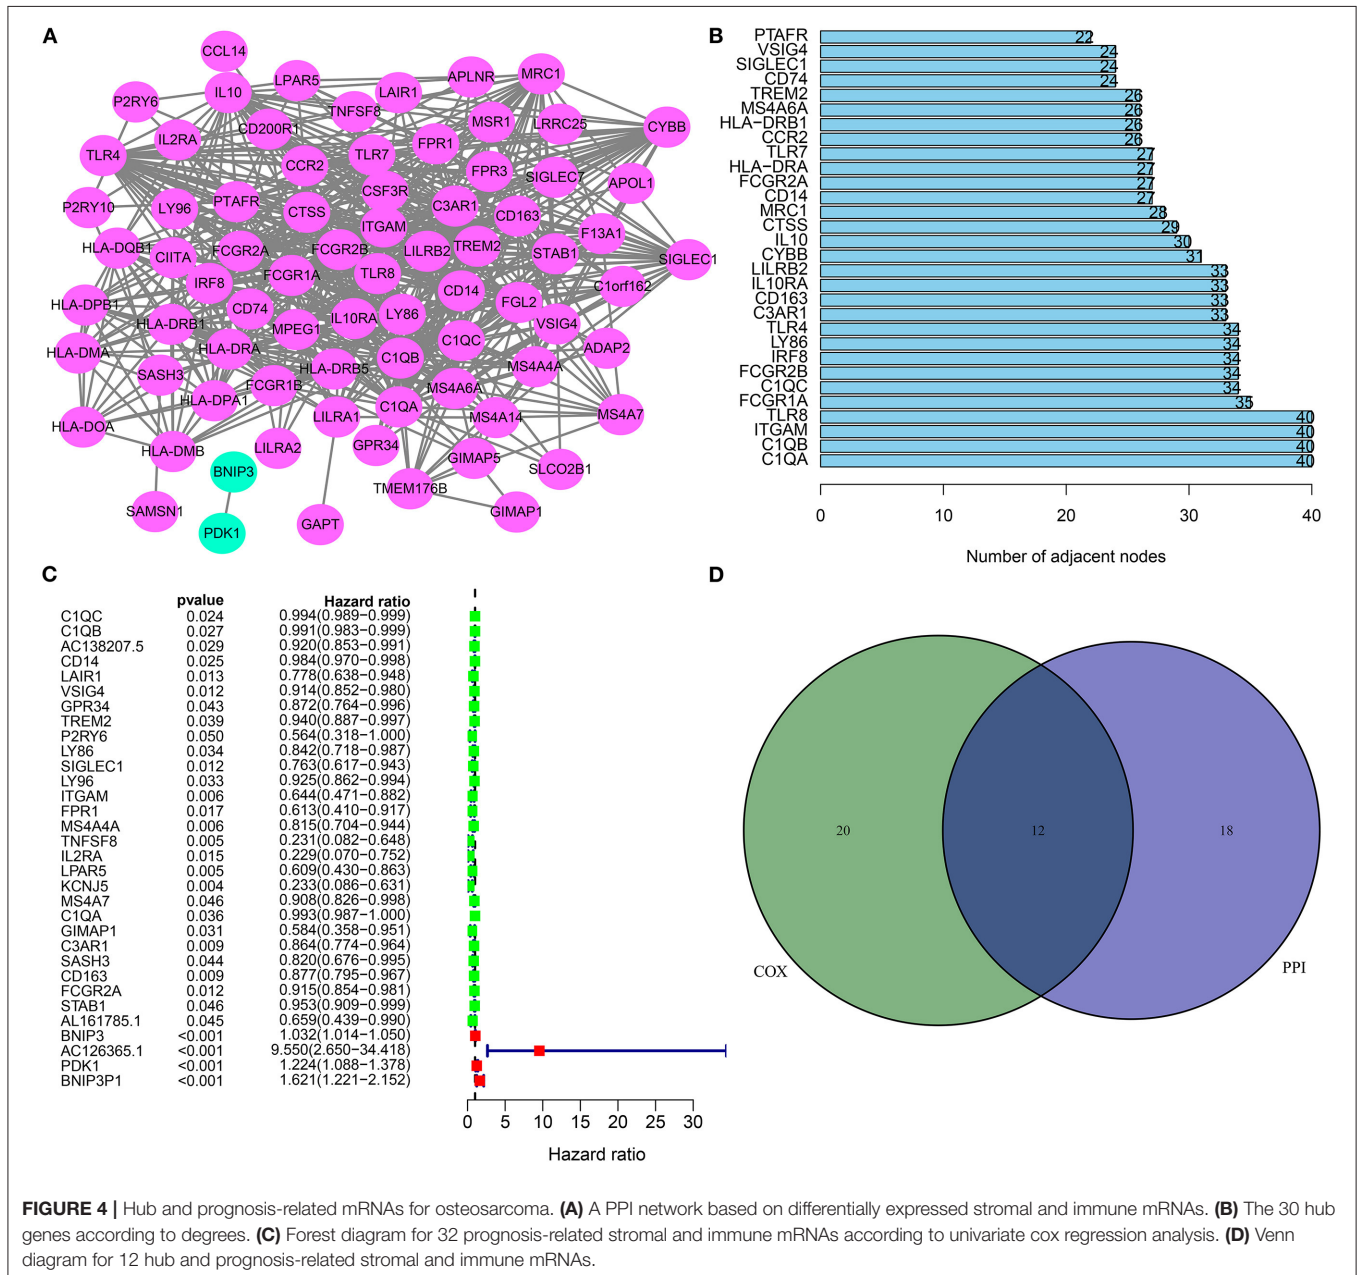 A
CCL14
IL10
LPAR5
LAIR1
APLNR
MRC1
P2RY6
TNFSF8
IL2RA
CD200R1
MSR1
LRRC25
CYBB
TLR4
CCR2
TLR7
FPR1
FPR3
SIGLEC7
APOL1
P2RY10
LY96
PTAFR
CTSS
CSF3R
C3AR1
CD163
F13A1
HLA-DQB1
CIITA
FCGR2A
FCGR2B
ITGAM
LILRB2
TREM2
STAB1
SIGLEC1
IRF8
FCGR1A
TLR8
CD14
C1orf162
HLA-DPB1
HLA-DRB1
CD74
MPEG1
IL10RA
LY86
FGL2
VSIG4
HLA-DMA
HLA-DRA
C1QB
C1QC
ADAP2
SASH3
FCGR1B
HLA-DRB5
MS4A6A
MS4A4A
HLA-DPA1
HLA-DOA
LILRA1
C1QA
MS4A14
MS4A7
HLA-DMB
LILRA2
GPR34
GIMAP5
SLCO2B1
BNIP3
TMEM176B
SAMSN1
PDK1
GAPT
GIMAP1
B
PTAFR 22
VSIG4 24
SIGLEC1 24
CD74 24
TREM2 26
MS4A6A 26
HLA−DRB1 26
CCR2 26
TLR7 27
HLA−DRA 27
FCGR2A 27
CD14 27
MRC1 28
CTSS 29
IL10 30
CYBB 31
LILRB2 33
IL10RA 33
CD163 33
C3AR1 33
TLR4 34
LY86 34
IRF8 34
FCGR2B 34
C1QC 34
FCGR1A 35
TLR8 40
ITGAM 40
C1QB 40
C1QA 40
0 10 20 30 40
Number of adjacent nodes
C
pvalue Hazard ratio
C1QC 0.024 0.994(0.989−0.999)
C1QB 0.027 0.991(0.983−0.999)
AC138207.5 0.029 0.920(0.853−0.991)
CD14 0.025 0.984(0.970−0.998)
LAIR1 0.013 0.778(0.638−0.948)
VSIG4 0.012 0.914(0.852−0.980)
GPR34 0.043 0.872(0.764−0.996)
TREM2 0.039 0.940(0.887−0.997)
P2RY6 0.050 0.564(0.318−1.000)
LY86 0.034 0.842(0.718−0.987)
SIGLEC1 0.012 0.763(0.617−0.943)
LY96 0.033 0.925(0.862−0.994)
ITGAM 0.006 0.644(0.471−0.882)
FPR1 0.017 0.613(0.410−0.917)
MS4A4A 0.006 0.815(0.704−0.944)
TNFSF8 0.005 0.231(0.082−0.648)
IL2RA 0.015 0.229(0.070−0.752)
LPAR5 0.005 0.609(0.430−0.863)
KCNJ5 0.004 0.233(0.086−0.631)
MS4A7 0.046 0.908(0.826−0.998)
C1QA 0.036 0.993(0.987−1.000)
GIMAP1 0.031 0.584(0.358−0.951)
C3AR1 0.009 0.864(0.774−0.964)
SASH3 0.044 0.820(0.676−0.995)
CD163 0.009 0.877(0.795−0.967)
FCGR2A 0.012 0.915(0.854−0.981)
STAB1 0.046 0.953(0.909−0.999)
AL161785.1 0.045 0.659(0.439−0.990)
BNIP3 <0.001 1.032(1.014−1.050)
AC126365.1 <0.001 9.550(2.650−34.418)
PDK1 <0.001 1.224(1.088−1.378)
BNIP3P1 <0.001 1.621(1.221−2.152)
0 5 10 15 20 25 30
Hazard ratio
D
20 12 18
COX PPI
FIGURE 4 | Hub and prognosis-related mRNAs for osteosarcoma. (A) A PPI network based on differentially expressed stromal and immune mRNAs. (B) The 30 hub
genes according to degrees. (C) Forest diagram for 32 prognosis-related stromal and immune mRNAs according to univariate cox regression analysis. (D) Venn
diagram for 12 hub and prognosis-related stromal and immune mRNAs.